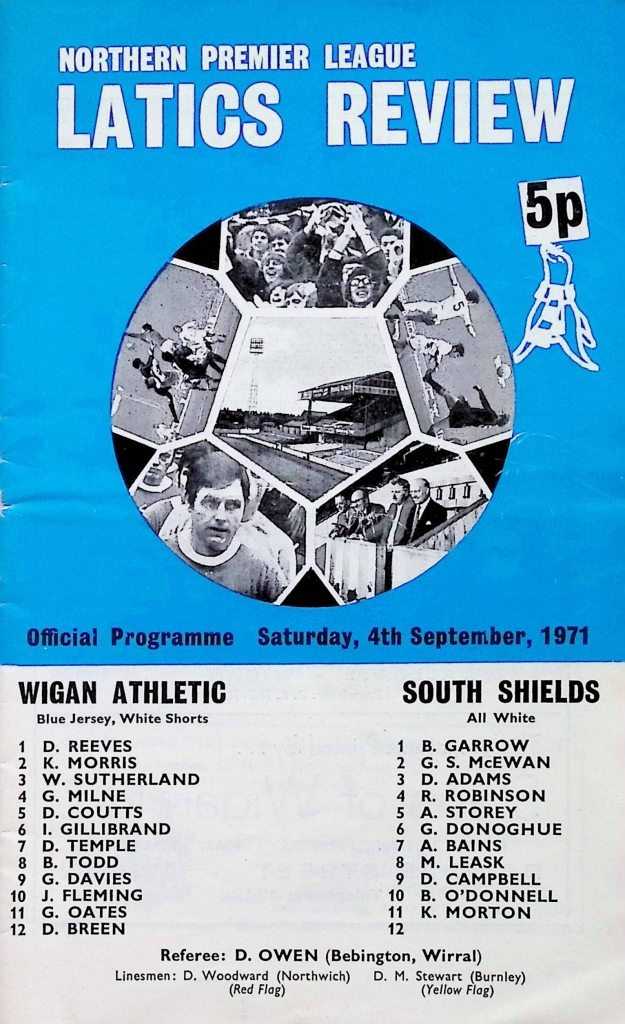 NORTHERN PREMIER LEAGUE
LATICS REVIEW
5p
5
Official Programme Saturday, 4th September, 1971
WIGAN ATHLETIC
Blue Jersey, White Shorts
1 D. REEVES
2 K. MORRIS
3 W. SUTHERLAND
4 G. MILNE
5 D. COUTTS
6 I. GILLIBRAND
7 D. TEMPLE
8 B. TODD
9 G. DAVIES
10 J. FLEMING
11 G. OATES
12 D. BREEN
SOUTH SHIELDS
All White
1 B. GARROW
2 G. S. McEWAN
3 D. ADAMS
4 R. ROBINSON
5 A. STOREY
6 G. DONOGHUE
7 A. BAINS
8 M. LEASK
9 D. CAMPBELL
10 B. O'DONNELL
11 K. MORTON
12
Referee: D. OWEN (Bebington, Wirral)
Linesmen: D. Woodward (Northwich) D. M. Stewart (Burnley)
(Red Flag) (Yellow Flag)